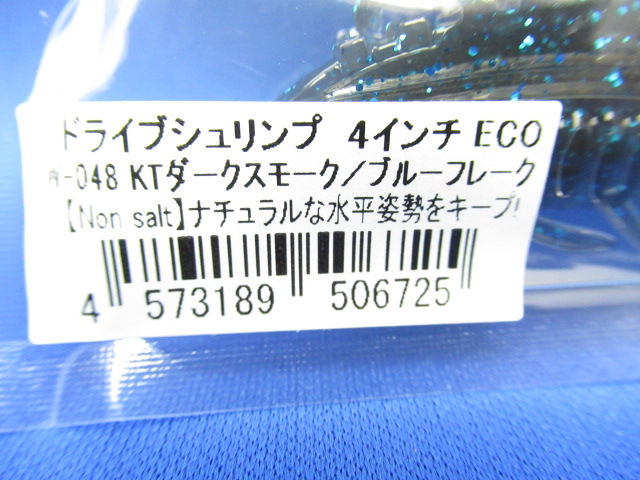 ドライブシュリンプ 4インチ ECO
-048 KTダークスモーク／ブルーフレーク
【Non salt】ナチュラルな水平姿勢をキープ!
4 573189 506725